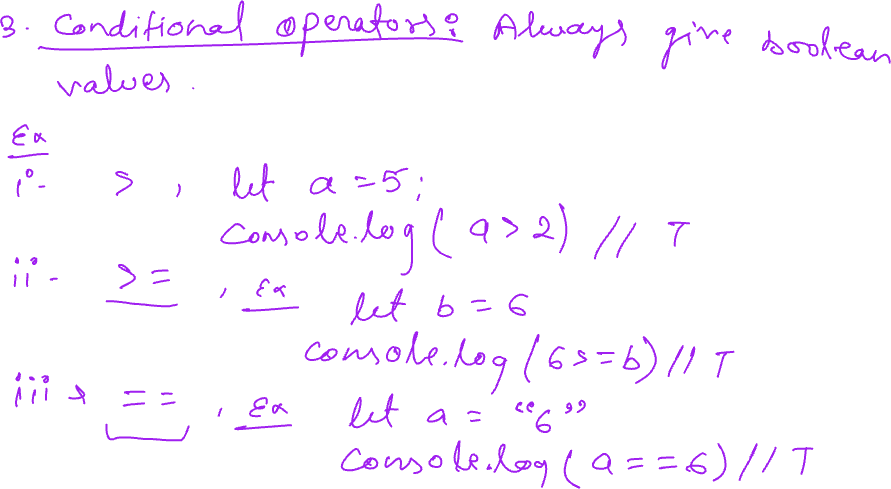 3. Conditional operators: Always give boolean
values.
Ex
i- > , let a = 5;
console.log ( a > 2) // T
ii- >= , Ex let b = 6
console.log (6 >= b) // T
iii → == , Ex let a = "6"
console.log ( a == 6) // T